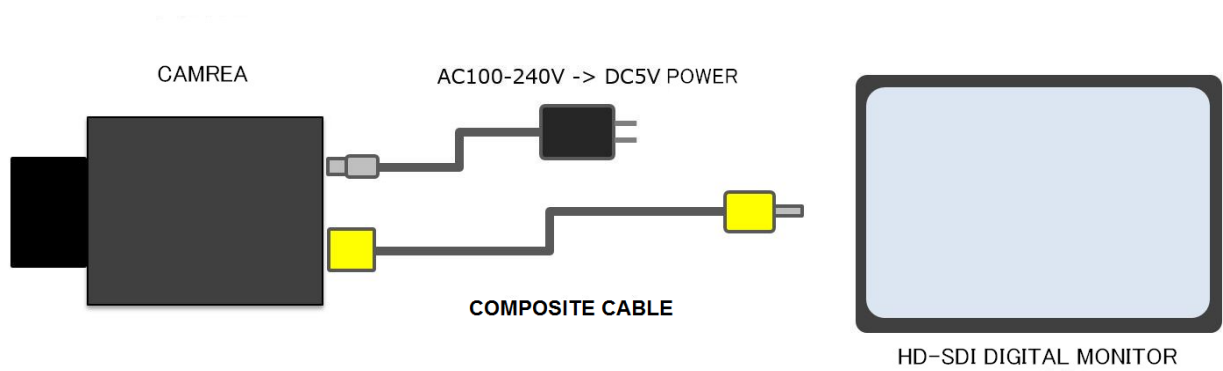 CAMREA
AC100-240V -> DC5V POWER
COMPOSITE CABLE
HD-SDI DIGITAL MONITOR